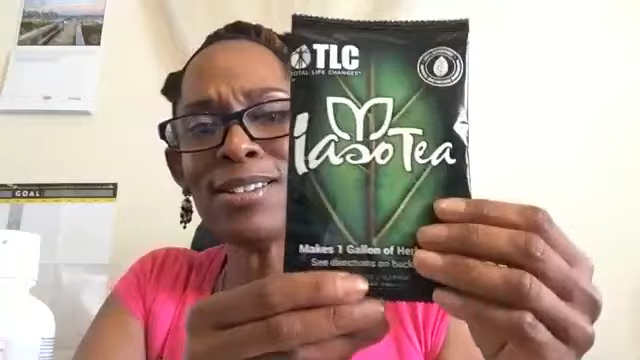 GOAL
TLC
TOTAL LIFE CHANGES
IasoTea
Makes 1 Gallon of Her
See directions on back